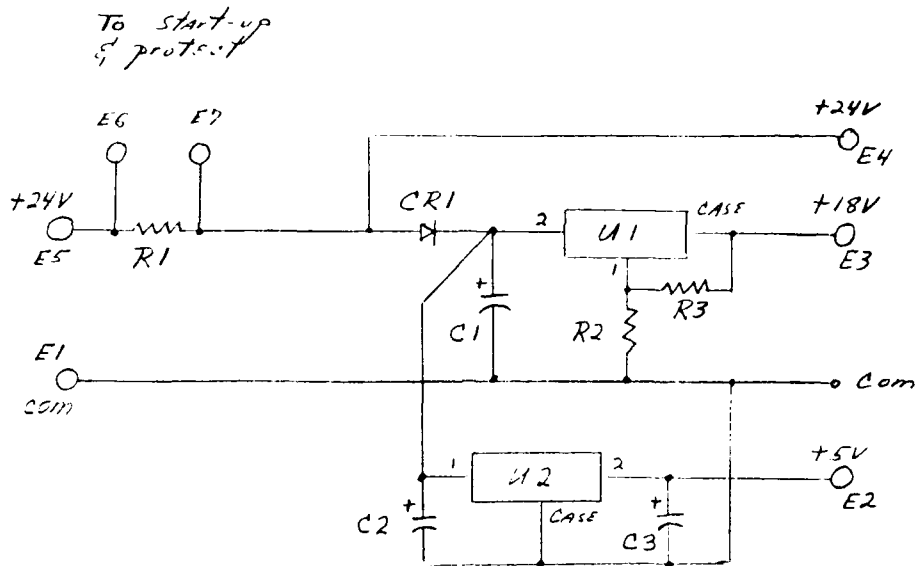 To start-up
& protect
E6
E7
+24V
E4
+24V
E5
R1
CR1
2
U1
CASE
+18V
E3
1
R3
R2
+
C1
E1
com
Com
1
U2
2
CASE
+5V
E2
+
C2
+
C3